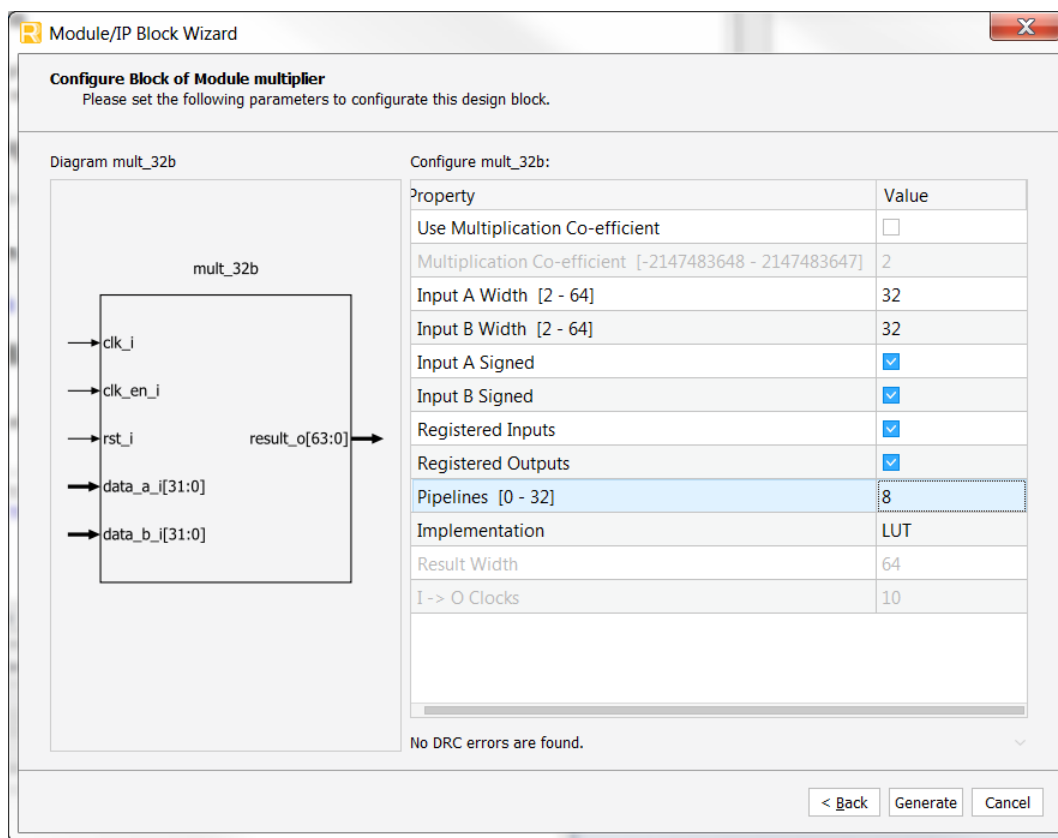 R Module/IP Block Wizard X
Configure Block of Module multiplier
Please set the following parameters to configurate this design block.
Diagram mult_32b
mult_32b
clk_i
clk_en_i
rst_i result_o[63:0]
data_a_i[31:0]
data_b_i[31:0]
Configure mult_32b:
Property Value
Use Multiplication Co-efficient
Multiplication Co-efficient [-2147483648 - 2147483647] 2
Input A Width [2 - 64] 32
Input B Width [2 - 64] 32
Input A Signed
Input B Signed
Registered Inputs
Registered Outputs
Pipelines [0 - 32] 8
Implementation LUT
Result Width 64
I -> O Clocks 10
No DRC errors are found.
< Back Generate Cancel